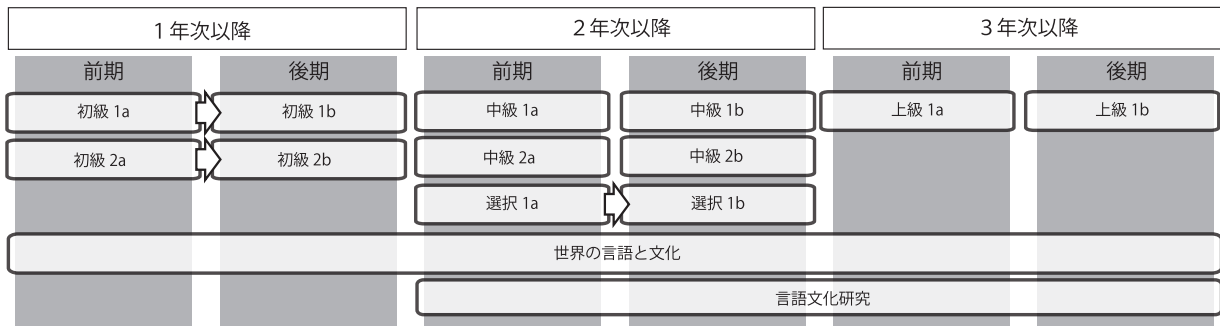 1 年次以降
2 年次以降
3 年次以降
前期
後期
前期
後期
前期
後期
初級 1a
初級 1b
中級 1a
中級 1b
上級 1a
上級 1b
初級 2a
初級 2b
中級 2a
中級 2b
選択 1a
選択 1b
世界の言語と文化
言語文化研究